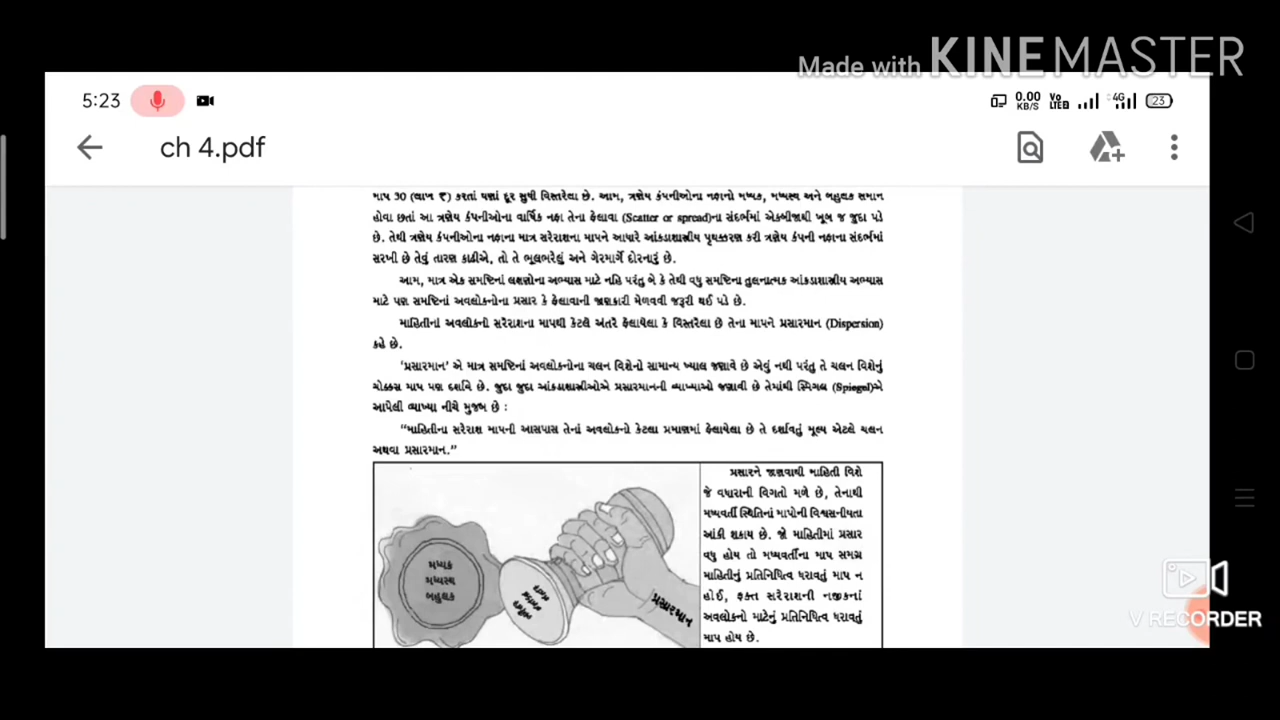 Made with KINEMASTER
5:23
0.00 KB/S
Vo LTE2
4G
23
ch 4.pdf
માપ 30 (લાખ ₹) કરતાં ઘણાં દૂર સુધી વિસ્તરેલા છે. આમ, ત્રણેય કંપનીઓના નફાનો મધ્યક, મધ્યસ્થ અને બહુલક સમાન
હોવા છતાં આ ત્રણેય કંપનીઓના વાર્ષિક નફા તેના ફેલાવા (Scatter or spread)ના સંદર્ભમાં એકબીજાથી ખૂબ જ જુદા પડે
છે. તેથી ત્રણેય કંપનીઓના નફાના માત્ર સરેરાશના માપને આધારે આંકડાશાસ્ત્રીય પૃથક્કરણ કરી ત્રણેય કંપની નફાના સંદર્ભમાં
સરખી છે તેવું તારણ કાઢીએ, તો તે ભૂલભરેલું અને ગેરમાર્ગે દોરનારું છે.
આમ, માત્ર એક સમષ્ટિનાં લક્ષણોના અભ્યાસ માટે નહિ પરંતુ બે કે તેથી વધુ સમષ્ટિના તુલનાત્મક આંકડાશાસ્ત્રીય અભ્યાસ
માટે પણ સમષ્ટિનાં અવલોકનોના પ્રસાર કે ફેલાવાની જાણકારી મેળવવી જરૂરી થઈ પડે છે.
માહિતીનાં અવલોકનો સરેરાશના માપથી કેટલે અંતરે ફેલાયેલા કે વિસ્તરેલા છે તેના માપને પ્રસારમાન (Dispersion)
કહે છે.
'પ્રસારમાન' એ માત્ર સમષ્ટિનાં અવલોકનોના ચલન વિશેનો સામાન્ય ખ્યાલ જણાવે છે એવું નથી પરંતુ તે ચલન વિશેનું
ચોક્કસ માપ પણ દર્શાવે છે. જુદા જુદા આંકડાશાસ્ત્રીઓએ પ્રસારમાનની વ્યાખ્યાઓ જણાવી છે તેમાંથી સ્પિગલ (Spiegel)એ
આપેલી વ્યાખ્યા નીચે મુજબ છે :
"માહિતીના સરેરાશ માપની આસપાસ તેનાં અવલોકનો કેટલા પ્રમાણમાં ફેલાયેલા છે તે દર્શાવતું મૂલ્ય એટલે ચલન
અથવા પ્રસારમાન."
મધ્યક
મધ્યસ્થ
બહુલક
પ્રસારમાન
પ્રસારને જાણવાથી માહિતી વિશે
જે વધારાની વિગતો મળે છે, તેનાથી
મધ્યવર્તી સ્થિતિનાં માપોની વિશ્વસનીયતા
આંકી શકાય છે. જો માહિતીમાં પ્રસાર
વધુ હોય તો મધ્યવર્તીના માપ સમગ્ર
માહિતીનું પ્રતિનિધિત્વ ધરાવતું માપ ન
હોઈ, ફક્ત સરેરાશની નજીકનાં
અવલોકનો માટેનું પ્રતિનિધિત્વ ધરાવતું
માપ હોય છે.
V RECORDER